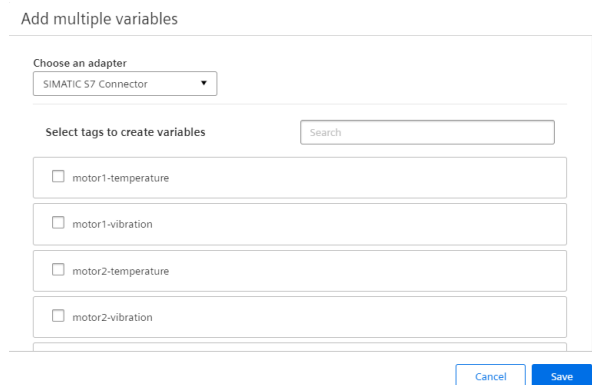 Add multiple variables
Choose an adapter
SIMATIC S7 Connector
Select tags to create variables
Search
motor1-temperature
motor1-vibration
motor2-temperature
motor2-vibration
Cancel
Save